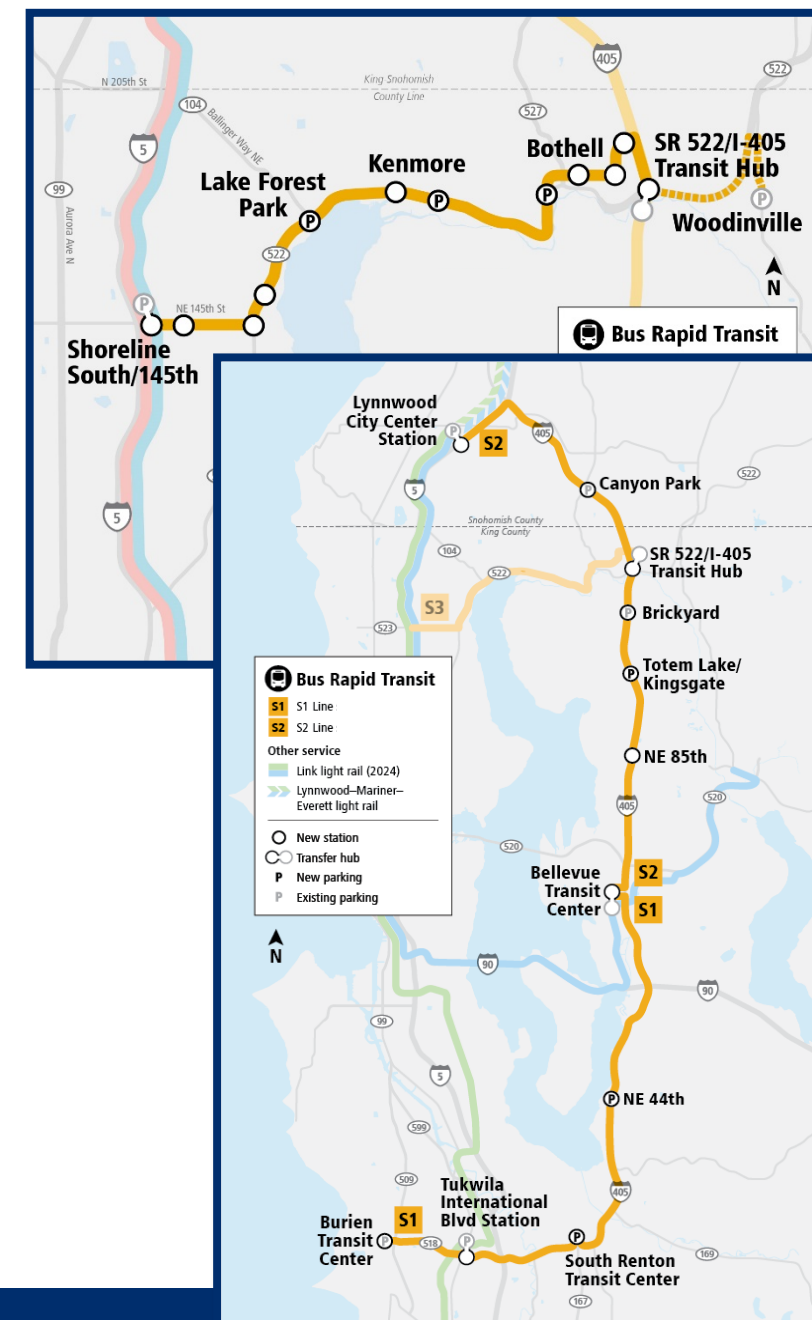 N 205th St
King Snohomish
County Line
405
522
104
Ballinger Way NE
527
5
99
Aurora Ave N
Bothell
SR 522/I-405
Transit Hub
Kenmore
Lake Forest
Park
P
P
P
P
Woodinville
522
N
P
NE 145th St
Shoreline
South/145th
Bus Rapid Transit
5
Lynnwood
City Center
Station
P
S2
405
Canyon Park
P
522
5
Snohomish County
King County
104
SR 522/I-405
Transit Hub
522
S3
523
P
Brickyard
P
Totem Lake/
Kingsgate
NE 85th
Bus Rapid Transit
S1 S1 Line
S2 S2 Line
Other service
Link light rail (2024)
Lynnwood–Mariner–
Everett light rail
New station
Transfer hub
P New parking
P Existing parking
405
520
520
Bellevue
Transit
Center
S2
S1
N
90
90
99
5
P
NE 44th
599
509
Tukwila
International
Blvd Station
405
Burien
Transit
Center
P
S1
518
P
P
South Renton
Transit Center
169
167